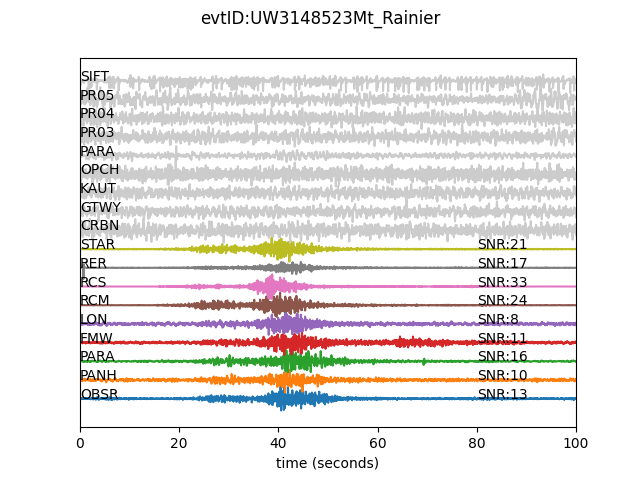 evtID:UW3148523Mt_Rainier
SIFT
PR05
PR04
PR03
PARA
OPCH
KAUT
GTWY
CRBN
STAR SNR:21
RER SNR:17
RCS SNR:33
RCM SNR:24
LON SNR:8
FMW SNR:11
PARA SNR:16
PANH SNR:10
OBSR SNR:13
0 20 40 60 80 100
time (seconds)